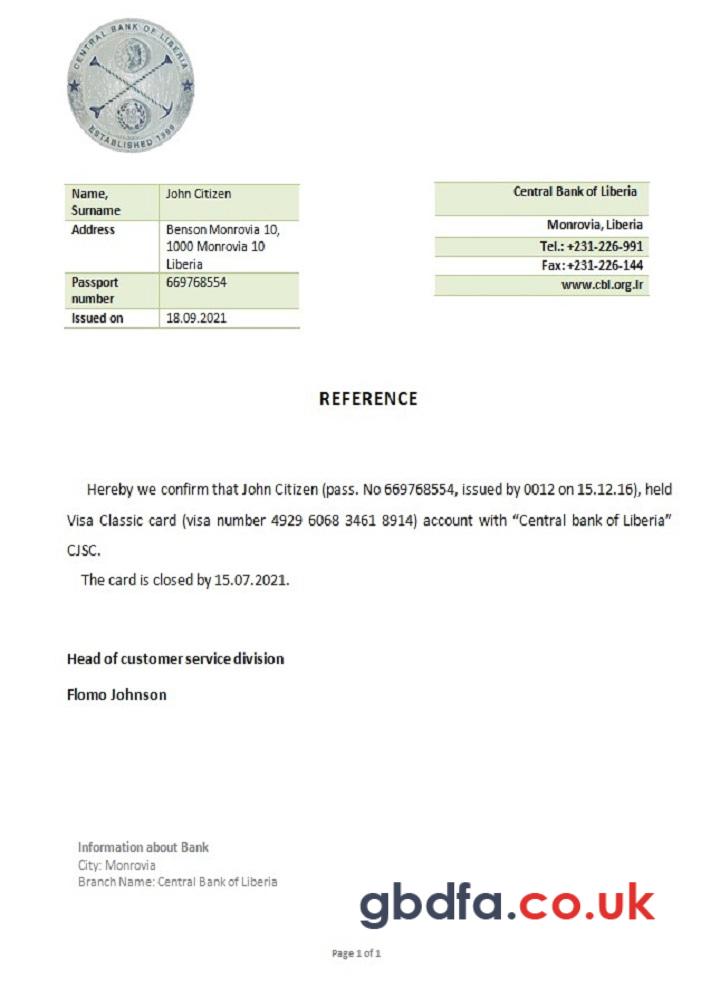 CENTRAL BANK OF LIBERIA
ESTABLISHED 1999
Name,
Surname
John Citizen
Address
Benson Monrovia 10,
1000 Monrovia 10
Liberia
Passport
number
669768554
Issued on
18.09.2021
Central Bank of Liberia
Monrovia, Liberia
Tel.: +231-226-991
Fax: +231-226-144
www.cbl.org.lr
REFERENCE
Hereby we confirm that John Citizen (pass. No 669768554, issued by 0012 on 15.12.16), held
Visa Classic card (visa number 4929 6068 3461 8914) account with “Central bank of Liberia”
CJSC.
The card is closed by 15.07.2021.
Head of customer service division
Flomo Johnson
Information about Bank
City: Monrovia
Branch Name: Central Bank of Liberia
gbdfa.co.uk
Page 1 of 1